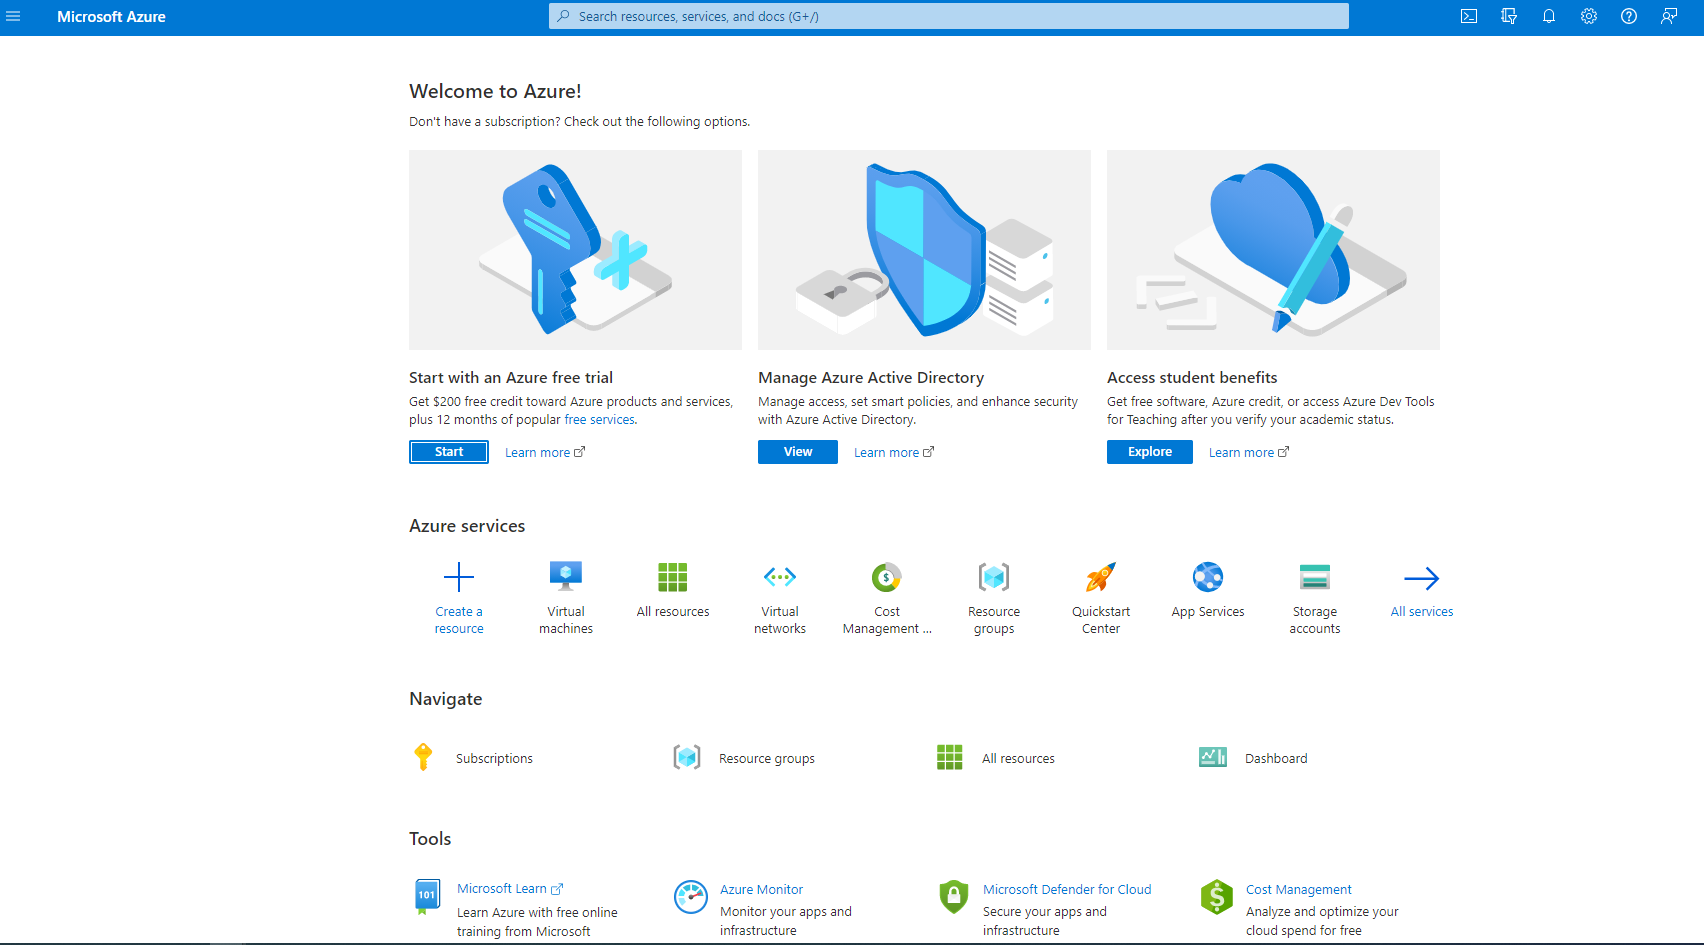 Microsoft Azure
Search resources, services, and docs (G+/)
Welcome to Azure!
Don't have a subscription? Check out the following options.
Start with an Azure free trial
Get $200 free credit toward Azure products and services,
plus 12 months of popular free services.
Start
Learn more
Manage Azure Active Directory
Manage access, set smart policies, and enhance security
with Azure Active Directory.
View
Learn more
Access student benefits
Get free software, Azure credit, or access Azure Dev Tools
for Teaching after you verify your academic status.
Explore
Learn more
Azure services
Create a
resource
Virtual
machines
All resources
Virtual
networks
Cost
Management ...
Resource
groups
Quickstart
Center
App Services
Storage
accounts
All services
Navigate
Subscriptions
Resource groups
All resources
Dashboard
Tools
101
Microsoft Learn
Learn Azure with free online
training from Microsoft
Azure Monitor
Monitor your apps and
infrastructure
Microsoft Defender for Cloud
Secure your apps and
infrastructure
Cost Management
Analyze and optimize your
cloud spend for free